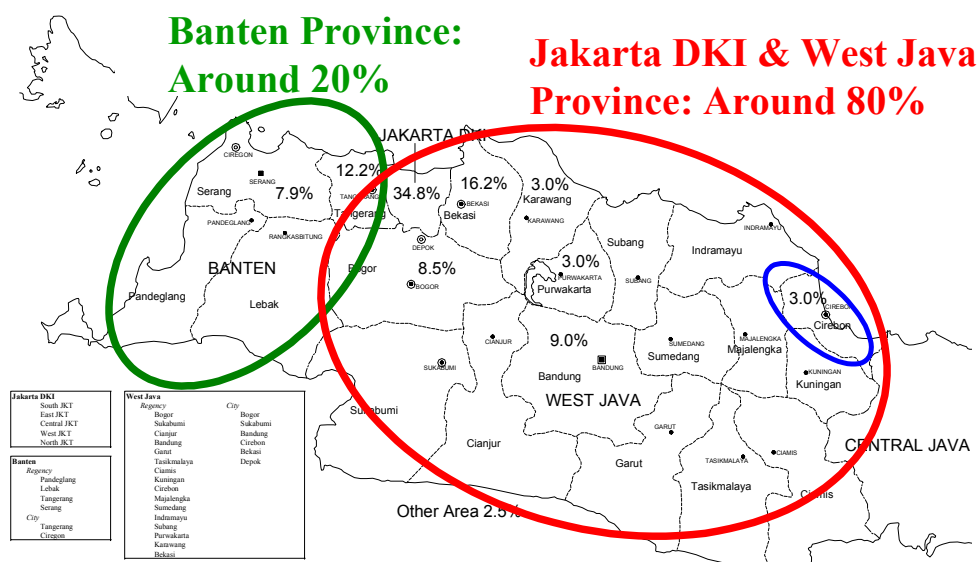 Banten Province:
Around 20%
Jakarta DKI & West Java
Province: Around 80%
JAKARTA DKI
CIREGON
SERANG
Serang
7.9%
12.2%
TANGERANG
Tangerang
34.8%
16.2%
BEKASI
Bekasi
3.0%
Karawang
KARAWANG
PANDEGLANG
RANGKASBITUNG
DEPOK
Subang
INDRAMAYU
Indramayu
BANTEN
Bogor
8.5%
BOGOR
3.0%
PURWAKARTA
Purwakarta
SUBANG
Pandeglang
Lebak
3.0%
CIREBON
Cirebon
CIANJUR
9.0%
SUMEDANG
Sumedang
MAJALENGKA
Majalengka
SUKABUMI
Bandung
BANDUNG
KUNINGAN
Kuningan
WEST JAVA
Sukabumi
GARUT
CENTRAL JAVA
Cianjur
Garut
TASIKMALAYA
CIAMIS
Tasikmalaya
Ciamis
Other Area 2.5%
Jakarta DKI
South JKT
East JKT
Central JKT
West JKT
North JKT
Banten
Regency
Pandeglang
Lebak
Tangerang
Serang
City
Tangerang
Ciregon
West Java
Regency City
Bogor Bogor
Sukabumi Sukabumi
Cianjur Bandung
Bandung Cirebon
Garut Bekasi
Tasikmalaya Depok
Ciamis
Kuningan
Cirebon
Majalengka
Sumedang
Indramayu
Subang
Purwakarta
Karawang
Bekasi